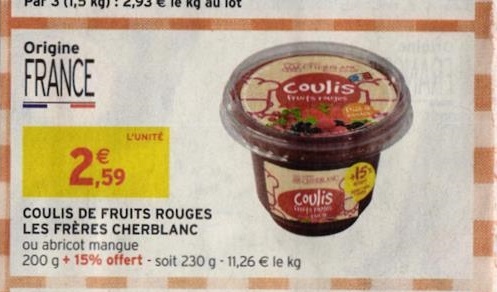 Par 3 (1,5 kg) : 2,93 € le kg au lot
Origine
FRANCE
L'UNITÉ
2€,59
Coulis
fruits rouges
+15%
Coulis
COULIS DE FRUITS ROUGES
LES FRÈRES CHERBLANC
ou abricot mangue
200 g + 15% offert - soit 230 g - 11,26 € le kg